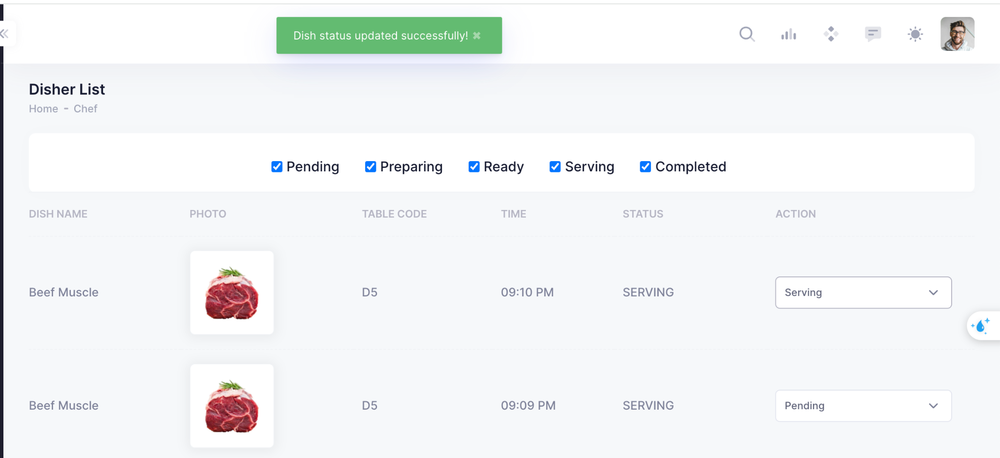 Dish status updated successfully! ✖
Disher List
Home - Chef
Pending Preparing Ready Serving Completed
DISH NAME PHOTO TABLE CODE TIME STATUS ACTION
Beef Muscle D5 09:10 PM SERVING Serving
Beef Muscle D5 09:09 PM SERVING Pending